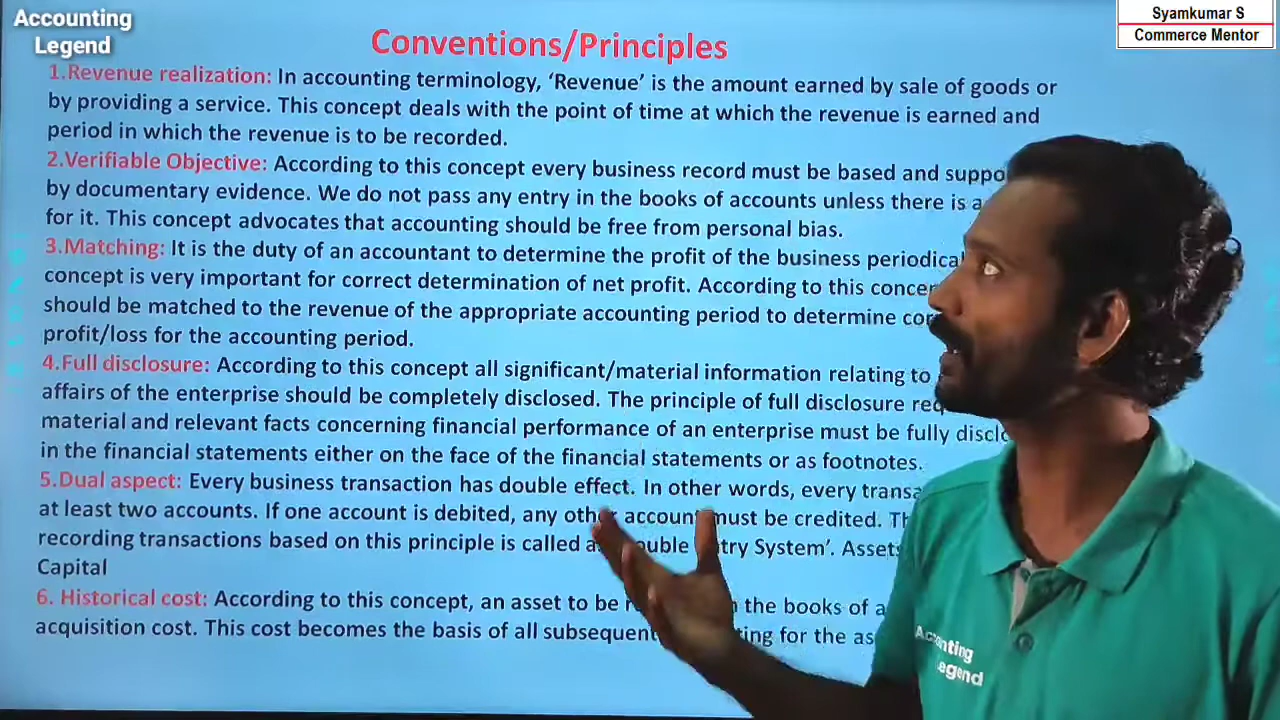 Accounting
Legend
Syamkumar S
Commerce Mentor
Conventions/Principles
1.Revenue realization: In accounting terminology, ‘Revenue’ is the amount earned by sale of goods or
by providing a service. This concept deals with the point of time at which the revenue is earned and
period in which the revenue is to be recorded.
2.Verifiable Objective: According to this concept every business record must be based and
by documentary evidence. We do not pass any entry in the books of accounts unless there is a
for it. This concept advocates that accounting should be free from personal bias.
3.Matching: It is the duty of an accountant to determine the profit of the business
concept is very important for correct determination of net profit. According to this
should be matched to the revenue of the appropriate accounting period to determine
profit/loss for the accounting period.
4.Full disclosure: According to this concept all significant/material information relating to
affairs of the enterprise should be completely disclosed. The principle of full disclosure
material and relevant facts concerning financial performance of an enterprise must be fully
in the financial statements either on the face of the financial statements or as footnotes.
5.Dual aspect: Every business transaction has double effect. In other words, every
at least two accounts. If one account is debited, any other account must be credited.
recording transactions based on this principle is called System’. Assets
Capital
6. Historical cost: According to this concept, an asset to be the books of
acquisition cost. This cost becomes the basis of all subsequent for the
Accounting
Legend